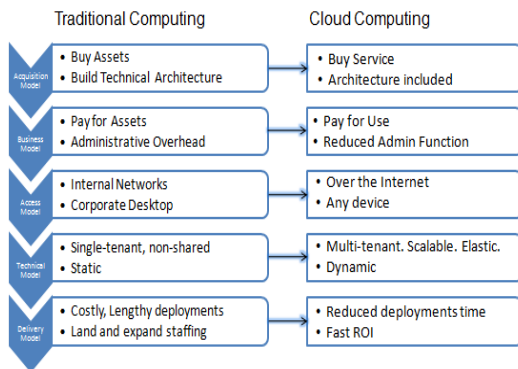 Traditional Computing
Cloud Computing
Acquisition
Model
• Buy Assets
• Build Technical Architecture
• Buy Service
• Architecture included
Business
Model
• Pay for Assets
• Administrative Overhead
• Pay for Use
• Reduced Admin Function
Access
Model
• Internal Networks
• Corporate Desktop
• Over the Internet
• Any device
Technical
Model
• Single-tenant, non-shared
• Static
• Multi-tenant. Scalable. Elastic.
• Dynamic
Delivery
Model
• Costly, Lengthy deployments
• Land and expand staffing
• Reduced deployments time
• Fast ROI